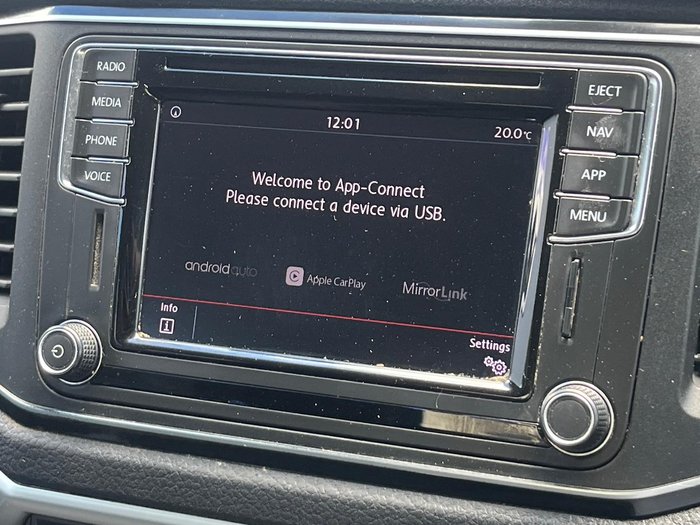 RADIO
MEDIA
PHONE
VOICE
EJECT
NAV
APP
MENU
12:01
20.0°C
Welcome to App-Connect
Please connect a device via USB.
androidauto
Apple CarPlay
MirrorLink
Info
i
Settings